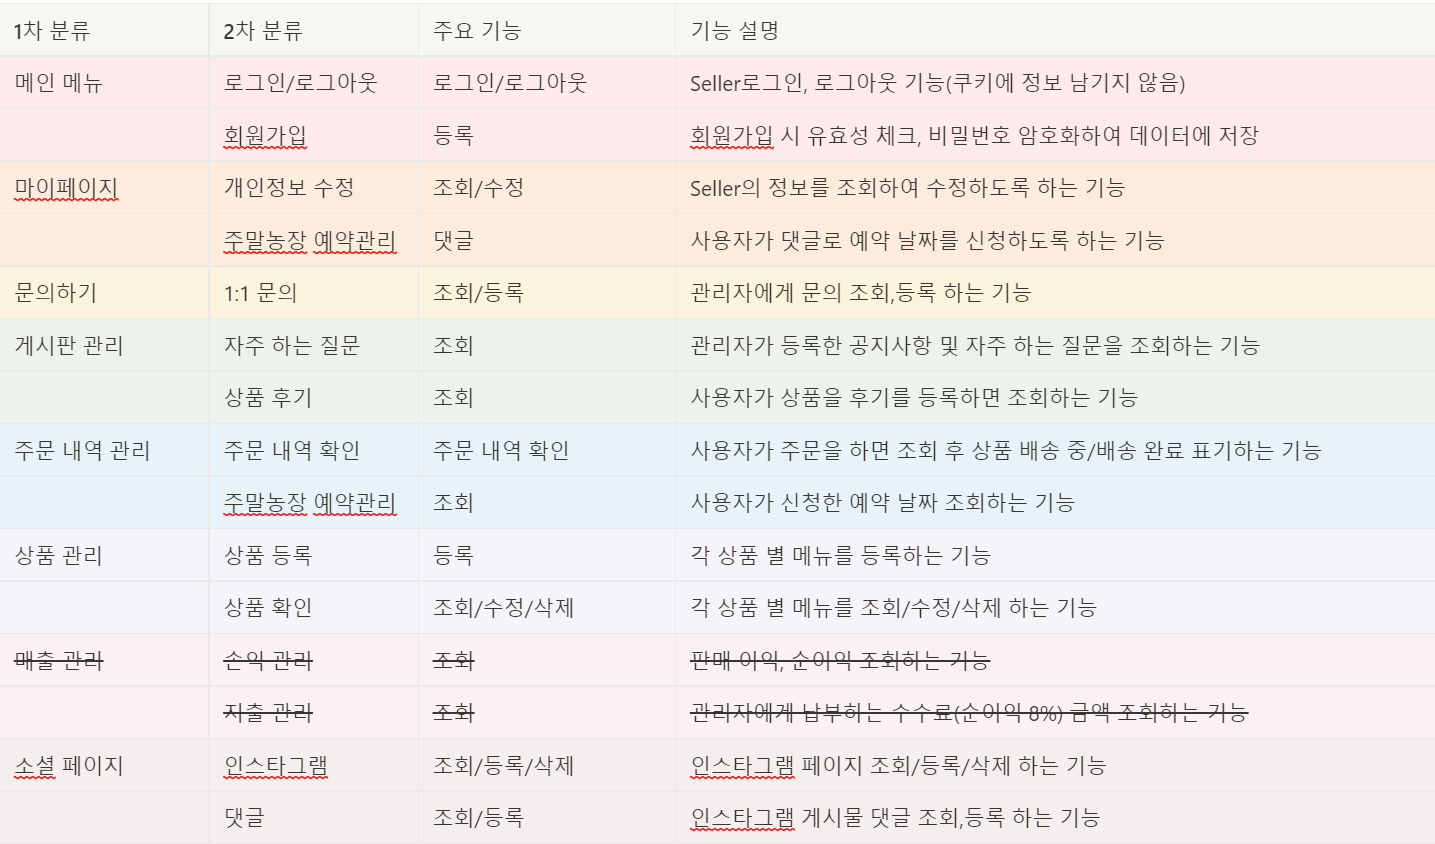 1차 분류 2차 분류 주요 기능 기능 설명
메인 메뉴 로그인/로그아웃 로그인/로그아웃 Seller로그인, 로그아웃 기능(쿠키에 정보 남기지 않음)
회원가입 등록 회원가입 시 유효성 체크, 비밀번호 암호화하여 데이터에 저장
마이페이지 개인정보 수정 조회/수정 Seller의 정보를 조회하여 수정하도록 하는 기능
주말농장 예약관리 댓글 사용자가 댓글로 예약 날짜를 신청하도록 하는 기능
문의하기 1:1 문의 조회/등록 관리자에게 문의 조회,등록 하는 기능
게시판 관리 자주 하는 질문 조회 관리자가 등록한 공지사항 및 자주 하는 질문을 조회하는 기능
상품 후기 조회 사용자가 상품을 후기를 등록하면 조회하는 기능
주문 내역 관리 주문 내역 확인 주문 내역 확인 사용자가 주문을 하면 조회 후 상품 배송 중/배송 완료 표기하는 기능
주말농장 예약관리 조회 사용자가 신청한 예약 날짜 조회하는 기능
상품 관리 상품 등록 등록 각 상품 별 메뉴를 등록하는 기능
상품 확인 조회/수정/삭제 각 상품 별 메뉴를 조회/수정/삭제 하는 기능
매출 관리 손익 관리 조회 판매 이익, 순이익 조회하는 기능
지출 관리 조회 관리자에게 납부하는 수수료(순이익 8%) 금액 조회하는 기능
소셜 페이지 인스타그램 조회/등록/삭제 인스타그램 페이지 조회/등록/삭제 하는 기능
댓글 조회/등록 인스타그램 게시물 댓글 조회,등록 하는 기능